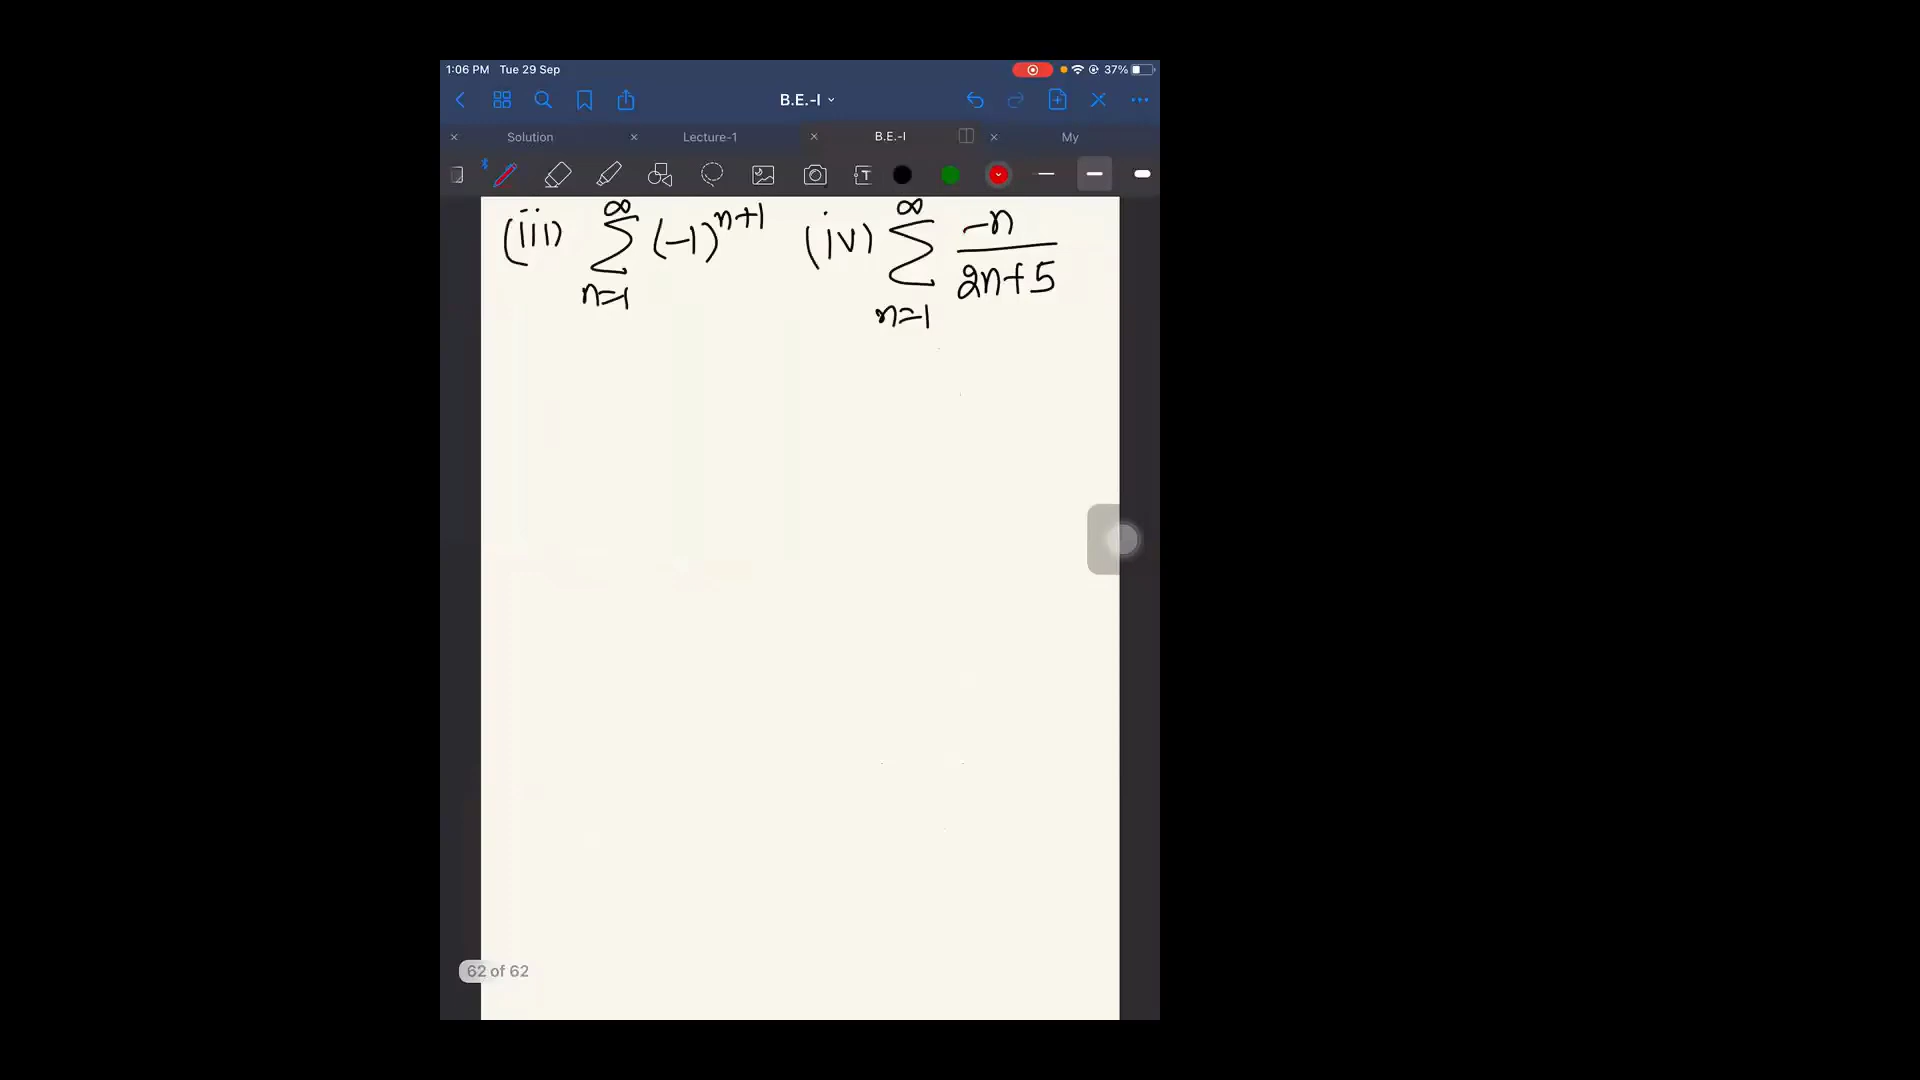 1:06 PM Tue 29 Sep 37%
B.E.-I
Solution Lecture-1 B.E.-I My
T
(iii) ∞ Σ n=1 (-1)^{n+1} (iv) ∞ Σ n=1 -n/(2n+5)
62 of 62